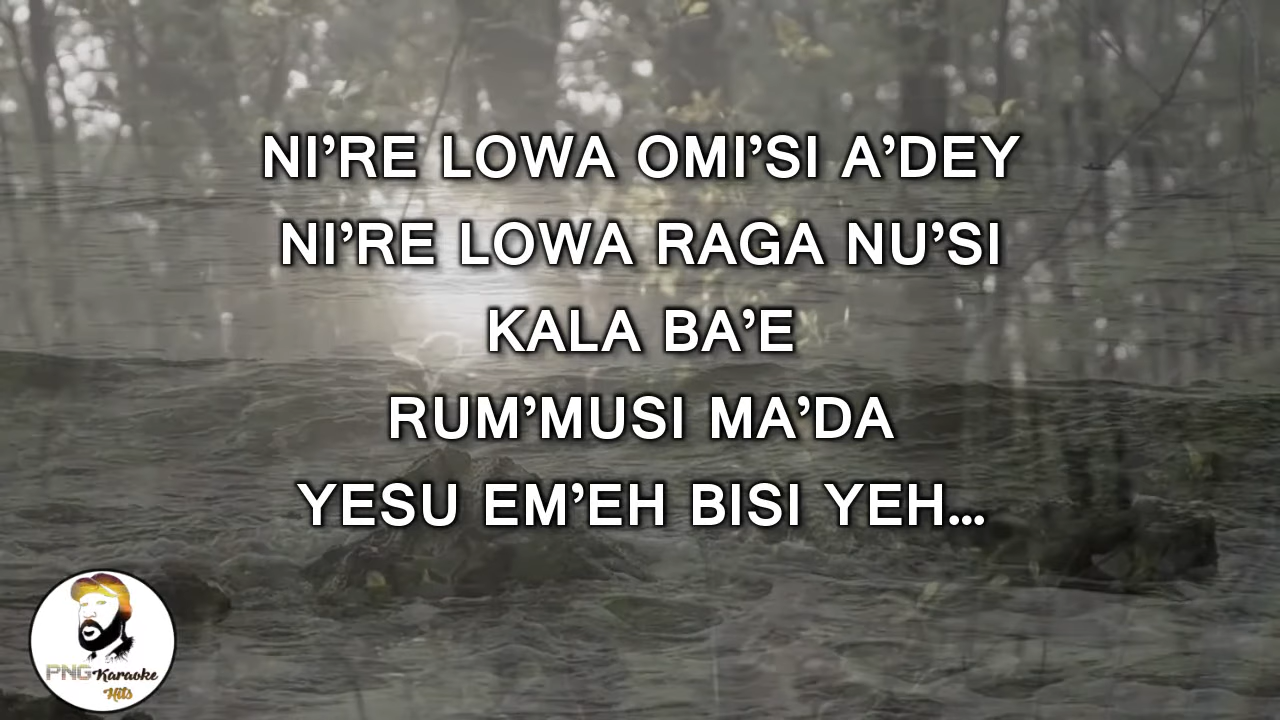 NI’RE LOWA OMI’SI A’DEY
NI’RE LOWA RAGA NU’SI
KALA BA’E
RUM’MUSI MA’DA
YESU EM’EH BISI YEH...
PNG Karaoke
Hits